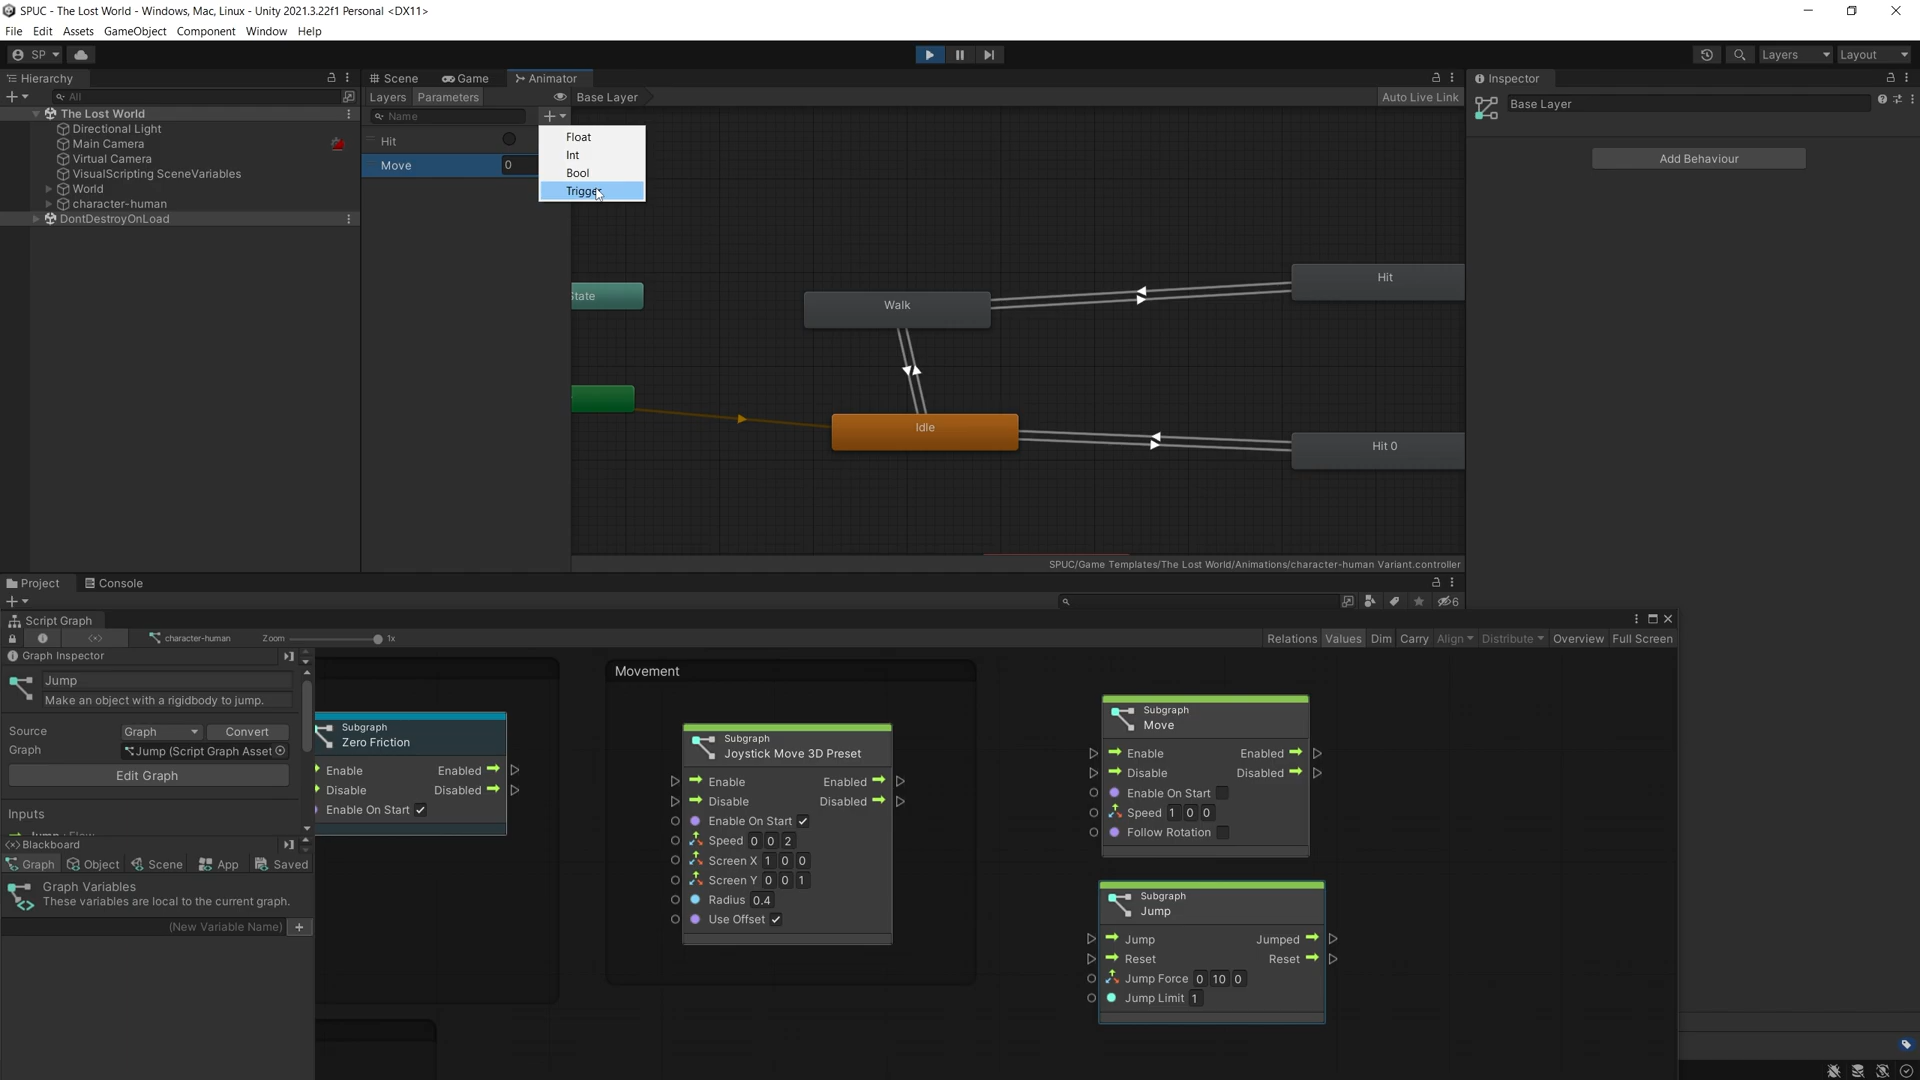 SPUC - The Lost World - Windows, Mac, Linux - Unity 2021.3.22f1 Personal <DX11>
File Edit Assets GameObject Component Window Help
SP
Layers Layout
Hierarchy
All
The Lost World
Directional Light
Main Camera
Virtual Camera
VisualScripting SceneVariables
World
character-human
DontDestroyOnLoad
Scene Game Animator
Layers Parameters Base Layer Auto Live Link
Name
Hit
Move 0
Float
Int
Bool
Trigger
State
Walk
Hit
Idle
Hit 0
SPUC/Game Templates/The Lost World/Animations/character-human Variant.controller
Inspector
Base Layer
Add Behaviour
Project Console
6
Script Graph
character-human Zoom 1x
Relations Values Dim Carry Align Distribute Overview Full Screen
Graph Inspector
Jump
Make an object with a rigidbody to jump.
Source Graph Convert
Graph Jump (Script Graph Asset
Edit Graph
Inputs
Jump : Flow
Blackboard
Graph Object Scene App Saved
Graph Variables
These variables are local to the current graph.
(New Variable Name)
Subgraph
Zero Friction
Enable Enabled
Disable Disabled
Enable On Start
Movement
Subgraph
Joystick Move 3D Preset
Enable Enabled
Disable Disabled
Enable On Start
Speed 0 0 2
Screen X 1 0 0
Screen Y 0 0 1
Radius 0.4
Use Offset
Subgraph
Move
Enable Enabled
Disable Disabled
Enable On Start
Speed 1 0 0
Follow Rotation
Subgraph
Jump
Jump Jumped
Reset Reset
Jump Force 0 10 0
Jump Limit 1